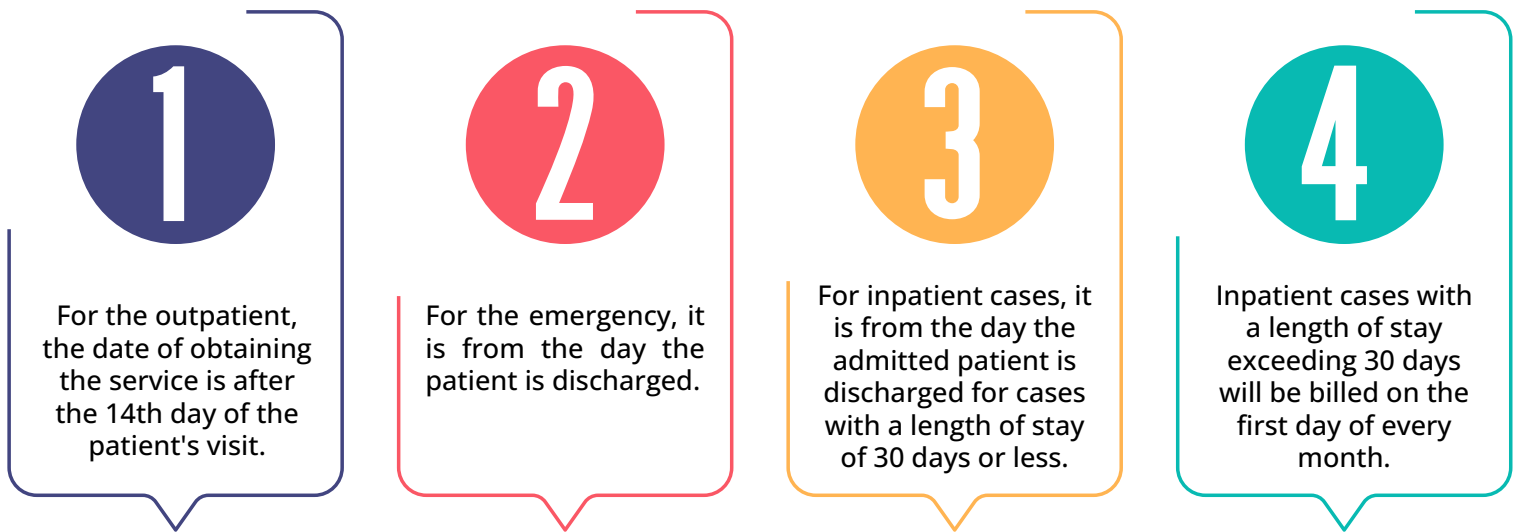 1
For the outpatient,
the date of obtaining
the service is after
the 14th day of the
patient's visit.
2
For the emergency, it
is from the day the
patient is discharged.
3
For inpatient cases, it
is from the day the
admitted patient is
discharged for cases
with a length of stay
of 30 days or less.
4
Inpatient cases with
a length of stay
exceeding 30 days
will be billed on the
first day of every
month.